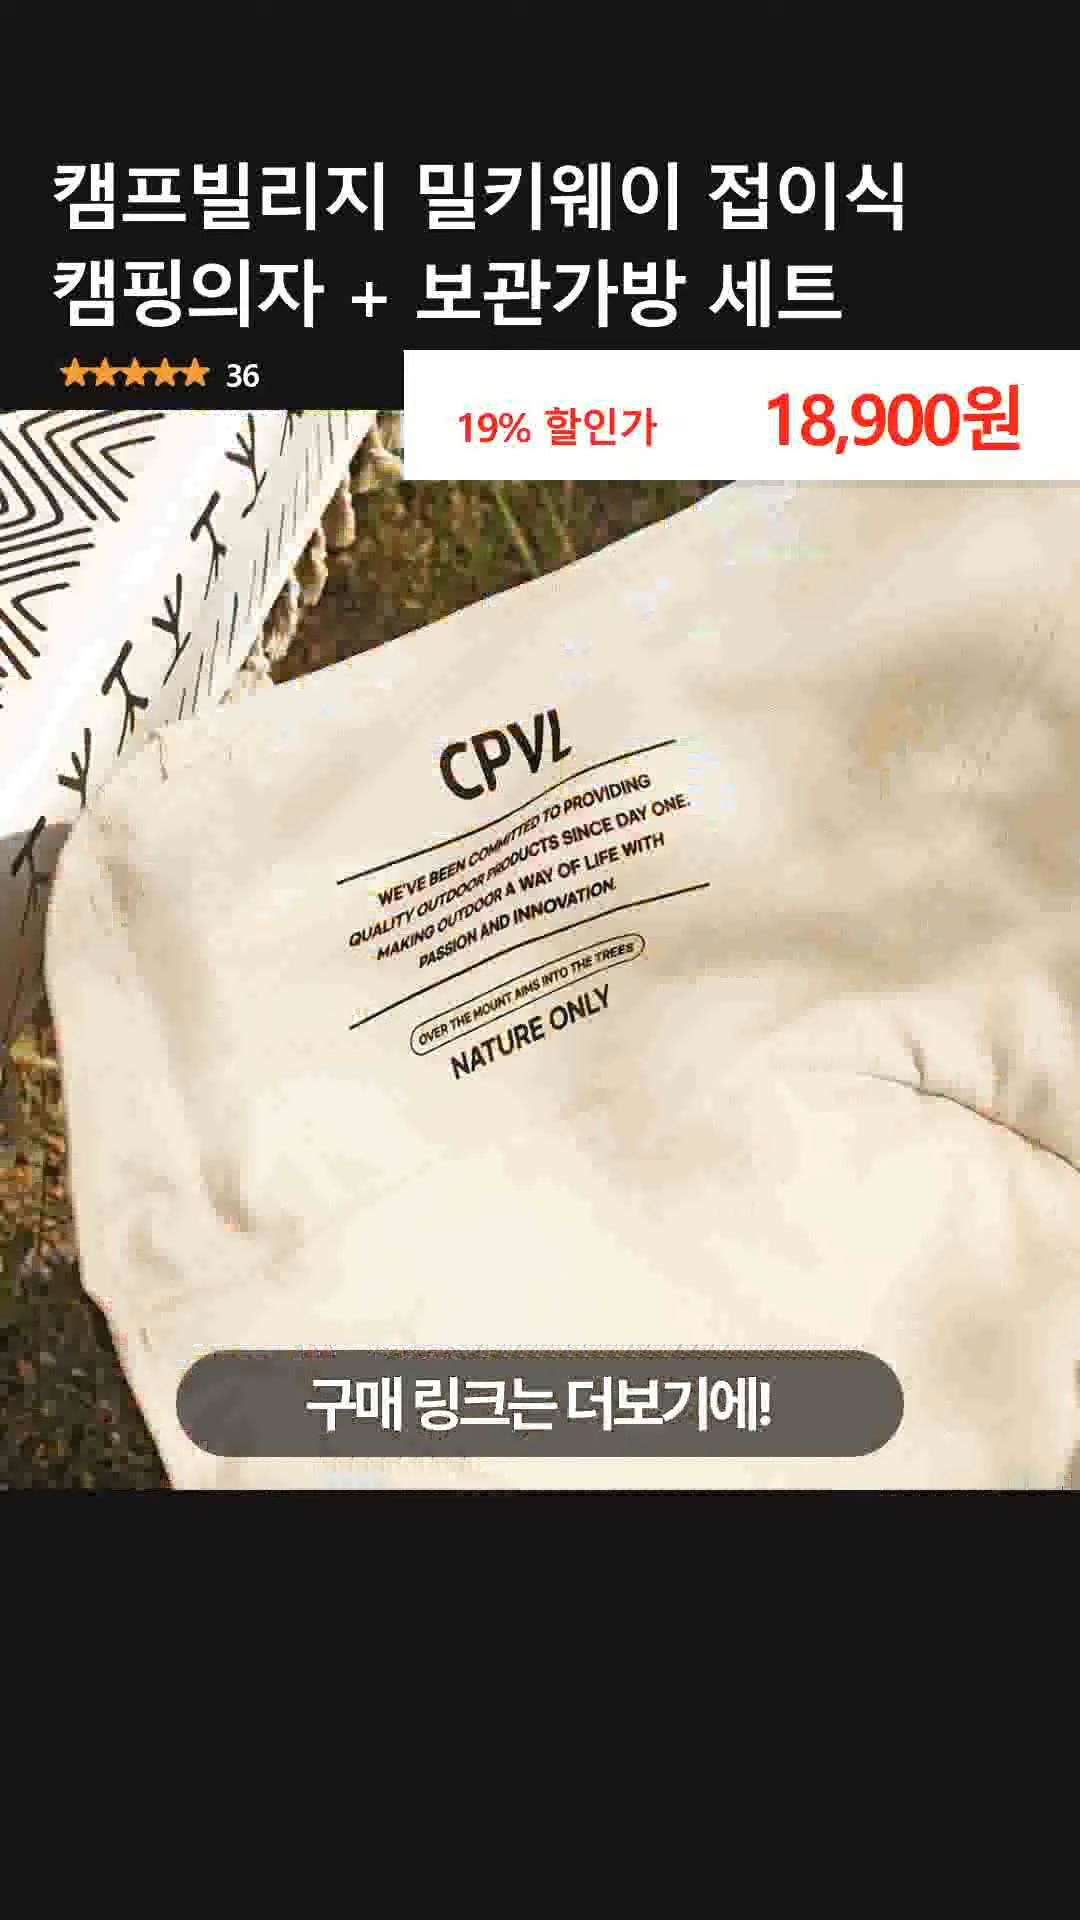 캠프빌리지 밀키웨이 접이식
캠핑의자 + 보관가방 세트
36
19% 할인가 18,900원
CPVL
WE'VE BEEN COMMITTED TO PROVIDING
QUALITY OUTDOOR PRODUCTS SINCE DAY ONE.
MAKING OUTDOOR A WAY OF LIFE WITH
PASSION AND INNOVATION.
OVER THE MOUNT AIMS INTO THE TREES
NATURE ONLY
구매 링크는 더보기에!